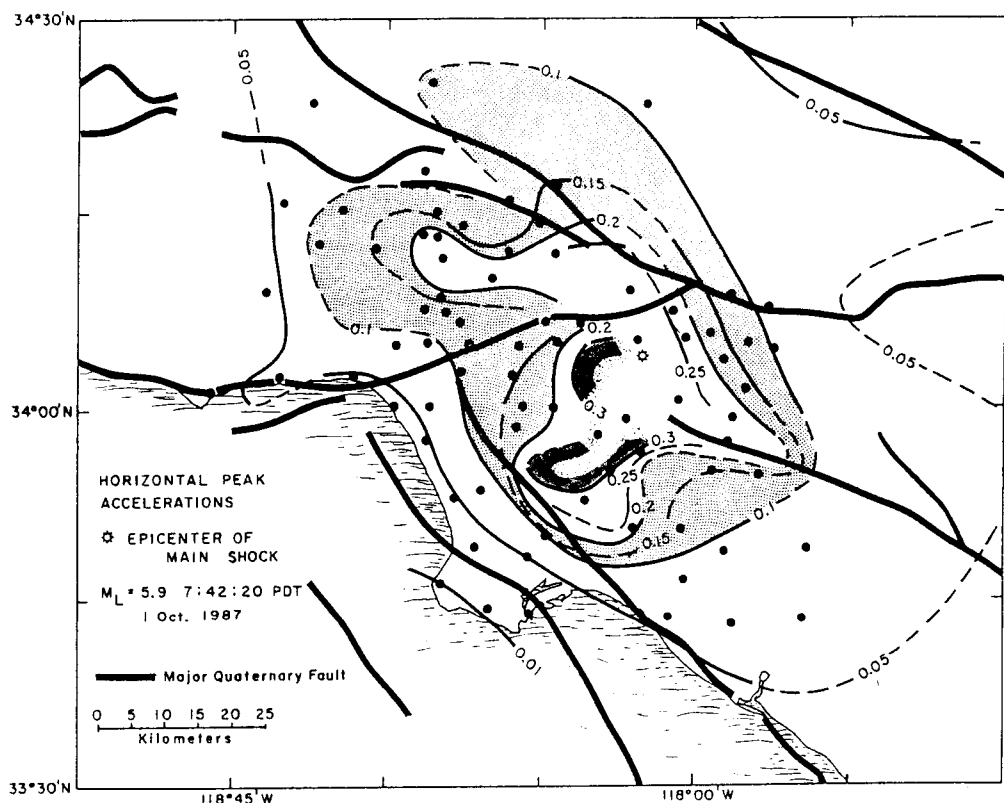 34°30'N
0.05
0.1
0.05
0.15
0.2
0.1
0.2
0.25
0.05
34°00'N
0.3
0.3
0.25
0.2
0.15
0.1
HORIZONTAL PEAK
ACCELERATIONS
☼ EPICENTER OF
MAIN SHOCK
M_L = 5.9 7:42:20 PDT
1 Oct. 1987
0.01
0.05
Major Quaternary Fault
0 5 10 15 20 25
Kilometers
33°30'N
118°45'W
118°00'W